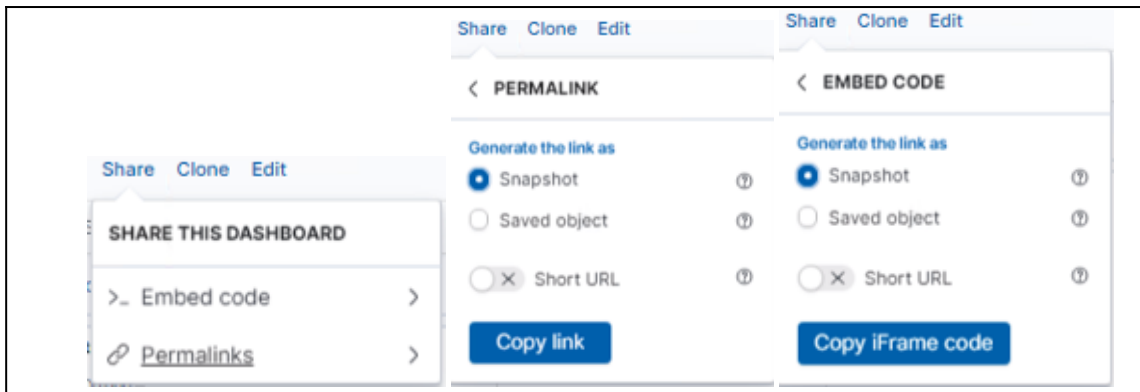 Share Clone Edit
SHARE THIS DASHBOARD
>_ Embed code >
Permalinks >
Share Clone Edit
< PERMALINK
Generate the link as
Snapshot
Saved object
Short URL
Copy link
Share Clone Edit
< EMBED CODE
Generate the link as
Snapshot
Saved object
Short URL
Copy iFrame code